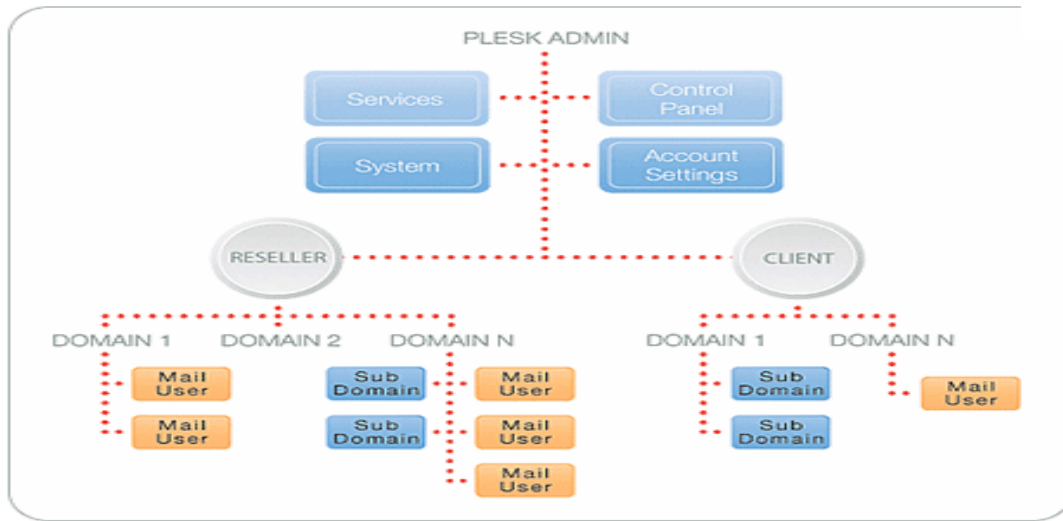 PLESK ADMIN
Services
Control
Panel
System
Account
Settings
RESELLER
CLIENT
DOMAIN 1
DOMAIN 2
DOMAIN N
DOMAIN 1
DOMAIN N
Mail
User
Sub
Domain
Mail
User
Sub
Domain
Mail
User
Mail
User
Sub
Domain
Mail
User
Sub
Domain
Mail
User